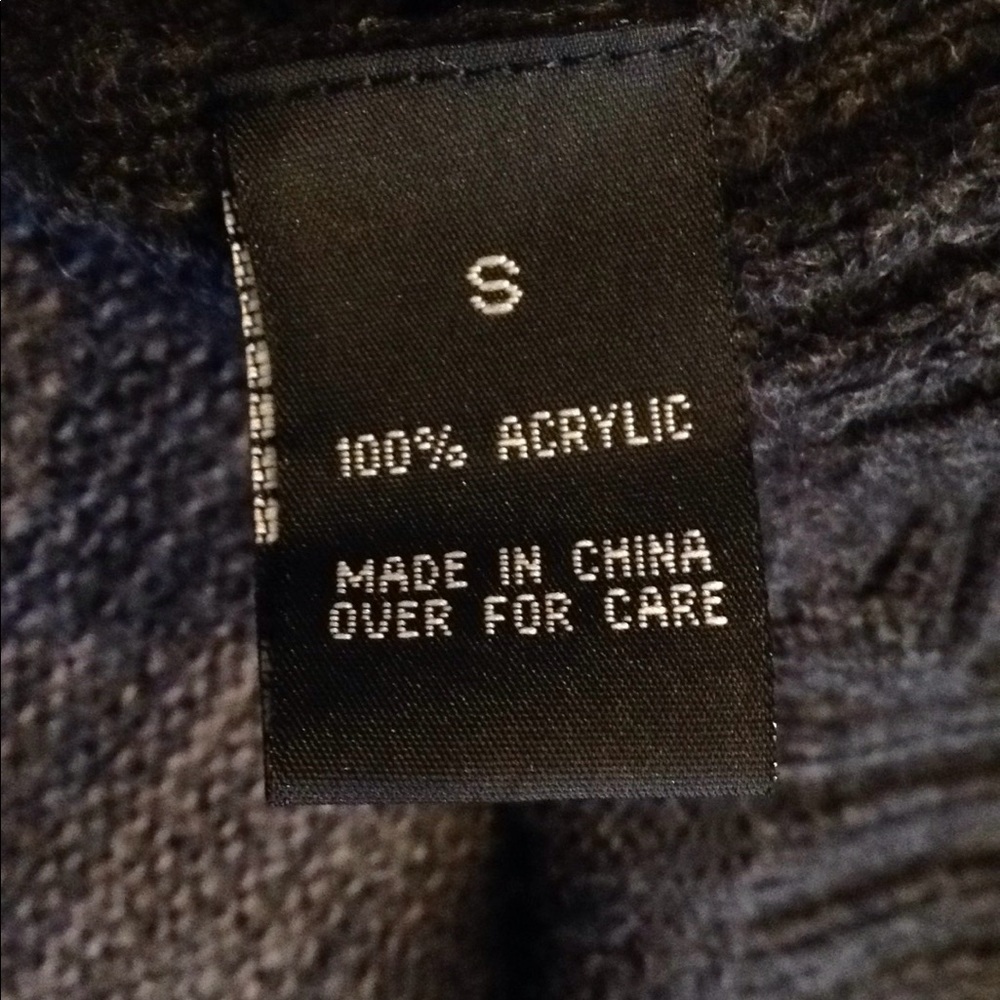 S
100% ACRYLIC
MADE IN CHINA
OVER FOR CARE